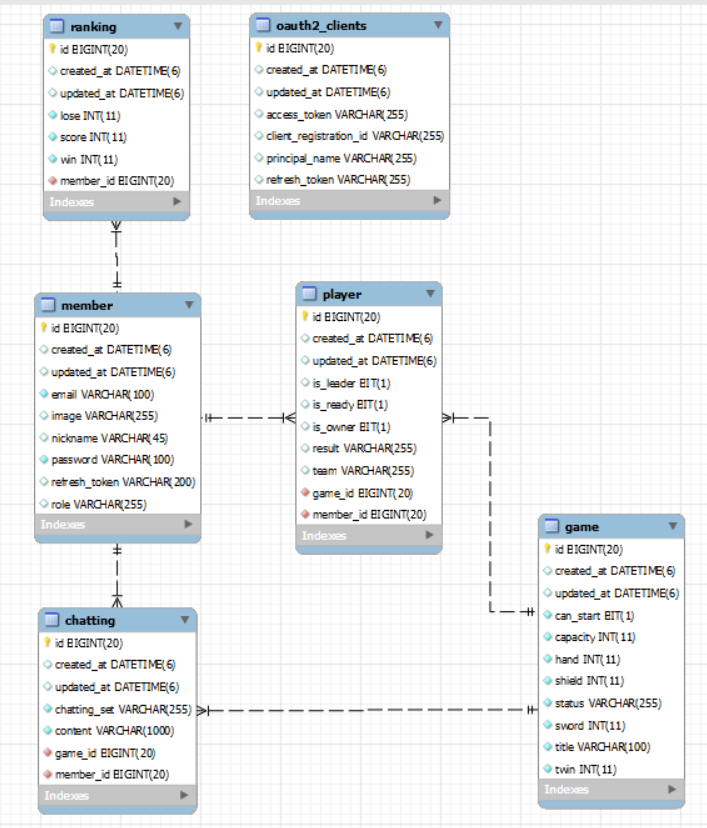 ranking
id BIGINT(20)
created_at DATETIME(6)
updated_at DATETIME(6)
lose INT(11)
score INT(11)
win INT(11)
member_id BIGINT(20)
Indexes
oauth2_clients
id BIGINT(20)
created_at DATETIME(6)
updated_at DATETIME(6)
access_token VARCHAR(255)
client_registration_id VARCHAR(255)
principal_name VARCHAR(255)
refresh_token VARCHAR(255)
Indexes
member
id BIGINT(20)
created_at DATETIME(6)
updated_at DATETIME(6)
email VARCHAR(100)
image VARCHAR(255)
nickname VARCHAR(45)
password VARCHAR(100)
refresh_token VARCHAR(200)
role VARCHAR(255)
Indexes
player
id BIGINT(20)
created_at DATETIME(6)
updated_at DATETIME(6)
is_leader BIT(1)
is_ready BIT(1)
is_owner BIT(1)
result VARCHAR(255)
team VARCHAR(255)
game_id BIGINT(20)
member_id BIGINT(20)
Indexes
game
id BIGINT(20)
created_at DATETIME(6)
updated_at DATETIME(6)
can_start BIT(1)
capacity INT(11)
hand INT(11)
shield INT(11)
status VARCHAR(255)
sword INT(11)
title VARCHAR(100)
twin INT(11)
Indexes
chatting
id BIGINT(20)
created_at DATETIME(6)
updated_at DATETIME(6)
chatting_set VARCHAR(255)
content VARCHAR(1000)
game_id BIGINT(20)
member_id BIGINT(20)
Indexes